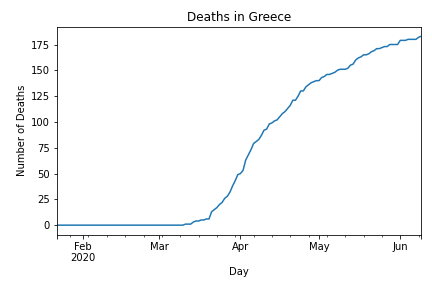 Deaths in Greece
Number of Deaths
175
150
125
100
75
50
25
0
Feb
2020
Mar
Apr
May
Jun
Day